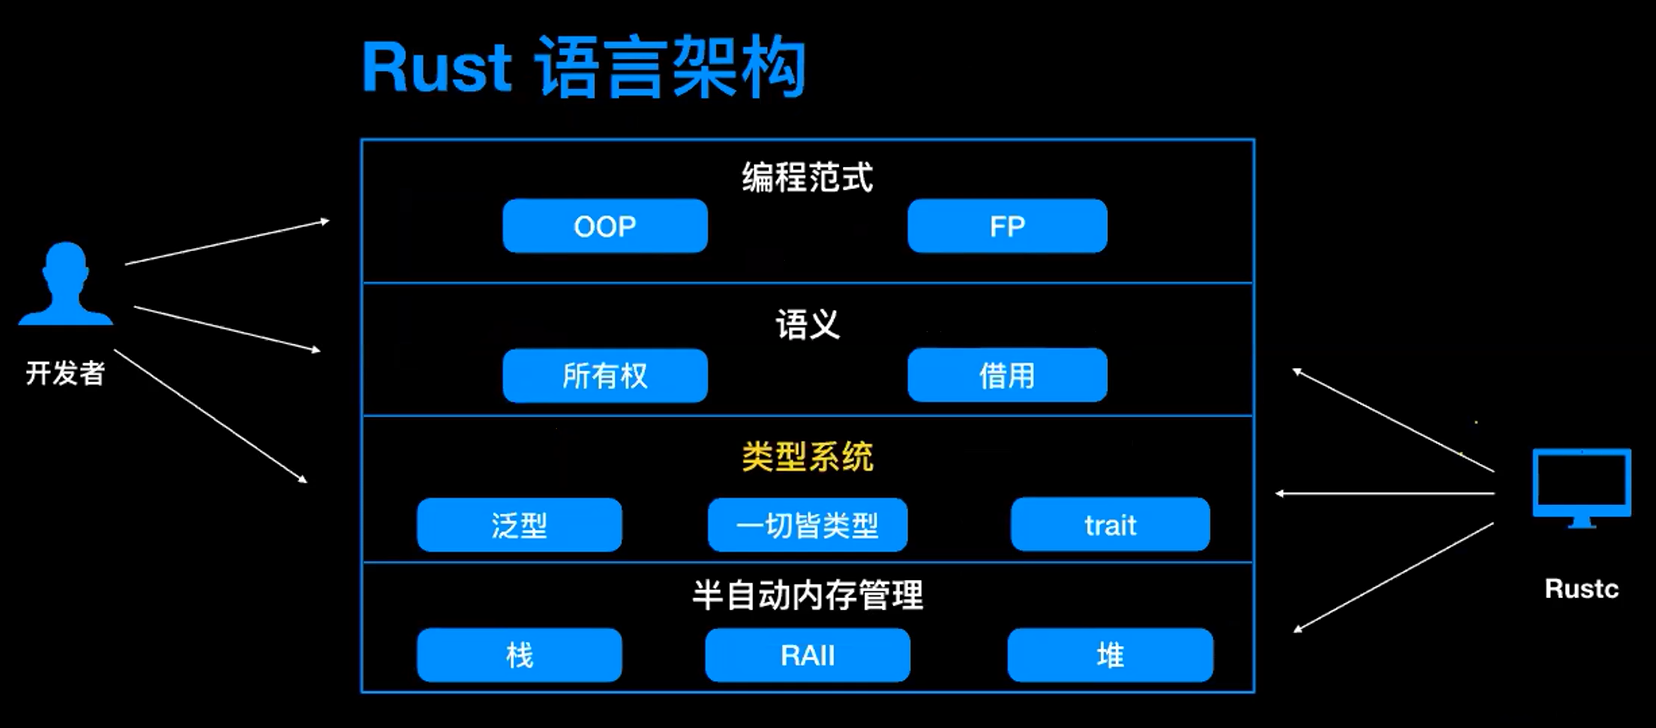 Rust 语言架构
编程范式
OOP
FP
语义
所有权
借用
开发者
类型系统
泛型
一切皆类型
trait
半自动内存管理
Rustc
栈
RAII
堆